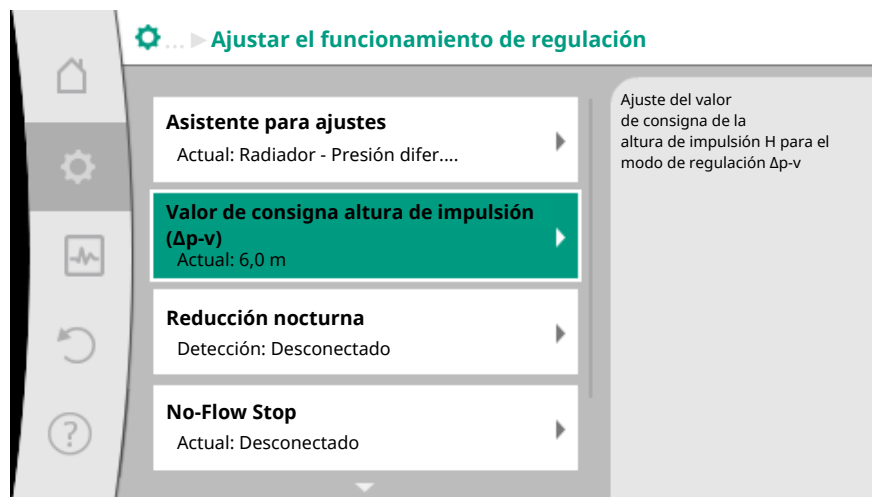 ... Ajustar el funcionamiento de regulación
Asistente para ajustes
Actual: Radiador - Presión difer....
Valor de consigna altura de impulsión
(Δp-v)
Actual: 6,0 m
Reducción nocturna
Detección: Desconectado
No-Flow Stop
Actual: Desconectado
Ajuste del valor
de consigna de la
altura de impulsión H para el
modo de regulación Δp-v
?